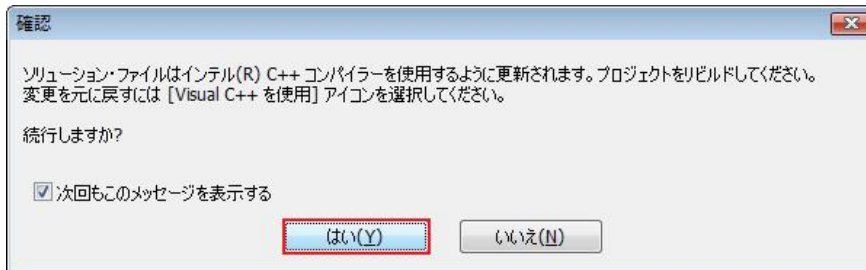 確認
ソリューション・ファイルはインテル(R) C++ コンパイラーを使用するように更新されます。プロジェクトをリビルドしてください。
変更を元に戻すには [Visual C++ を使用] アイコンを選択してください。
続行しますか?
次回もこのメッセージを表示する
はい(Y) いいえ(N)